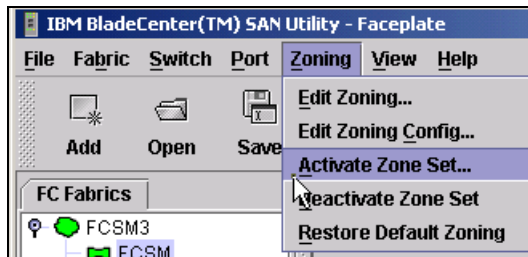 IBM BladeCenter(TM) SAN Utility - Faceplate
File Fabric Switch Port Zoning View Help
Edit Zoning...
Edit Zoning Config...
Activate Zone Set...
Deactivate Zone Set
Restore Default Zoning
Add Open Save
FC Fabrics
FCSM3
FCSM